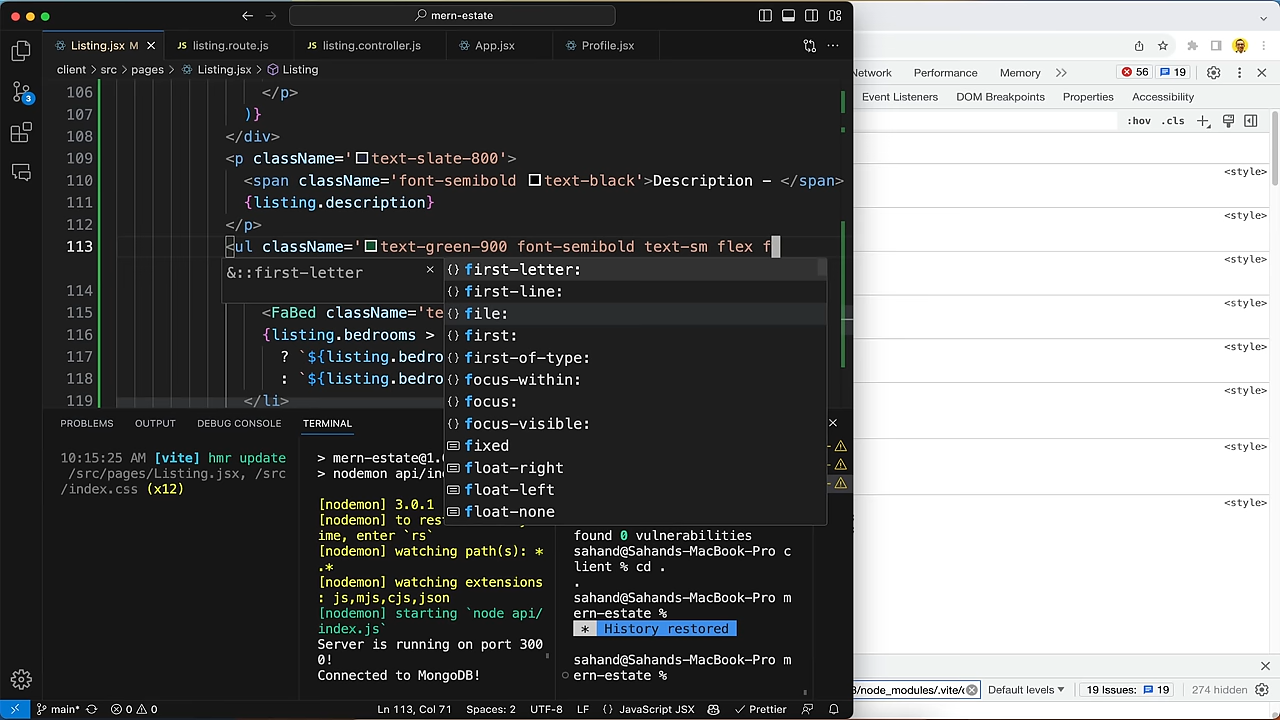 mern-estate
Listing.jsx M
listing.route.js
listing.controller.js
App.jsx
Profile.jsx
client > src > pages > Listing.jsx > Listing
106 </p>
107 )}
108 </div>
109 <p className='text-slate-800'>
110 <span className='font-semibold text-black'>Description - </span>
111 {listing.description}
112 </p>
113 <ul className='text-green-900 font-semibold text-sm flex f
&::first-letter
first-letter:
first-line:
file:
first:
first-of-type:
focus-within:
focus:
focus-visible:
fixed
float-right
float-left
float-none
114
115 <FaBed className='te
116 {listing.bedrooms >
117 ? `${listing.bedro
118 : `${listing.bedro
119 </li>
PROBLEMS OUTPUT DEBUG CONSOLE TERMINAL
10:15:25 AM [vite] hmr update
/src/pages/Listing.jsx, /src
/index.css (x12)
> mern-estate@1.
> nodemon api/in
[nodemon] 3.0.1
[nodemon] to res
ime, enter `rs`
[nodemon] watching path(s): *
.*
[nodemon] watching extensions
: js,mjs,cjs,json
[nodemon] starting `node api/
index.js`
Server is running on port 300
0!
Connected to MongoDB!
found 0 vulnerabilities
sahand@Sahands-MacBook-Pro c
lient % cd .
.
sahand@Sahands-MacBook-Pro m
ern-estate %
* History restored
sahand@Sahands-MacBook-Pro m
ern-estate %
3
main* 0 0
Ln 113, Col 71
Spaces: 2
UTF-8
LF
{} JavaScript JSX
Prettier
Network Performance Memory
56 19
Event Listeners DOM Breakpoints Properties Accessibility
:hov .cls
<style>
<style>
<style>
<style>
<style>
<style>
<style>
<style>
3/node_modules/.vite/
Default levels
19 Issues: 19
274 hidden